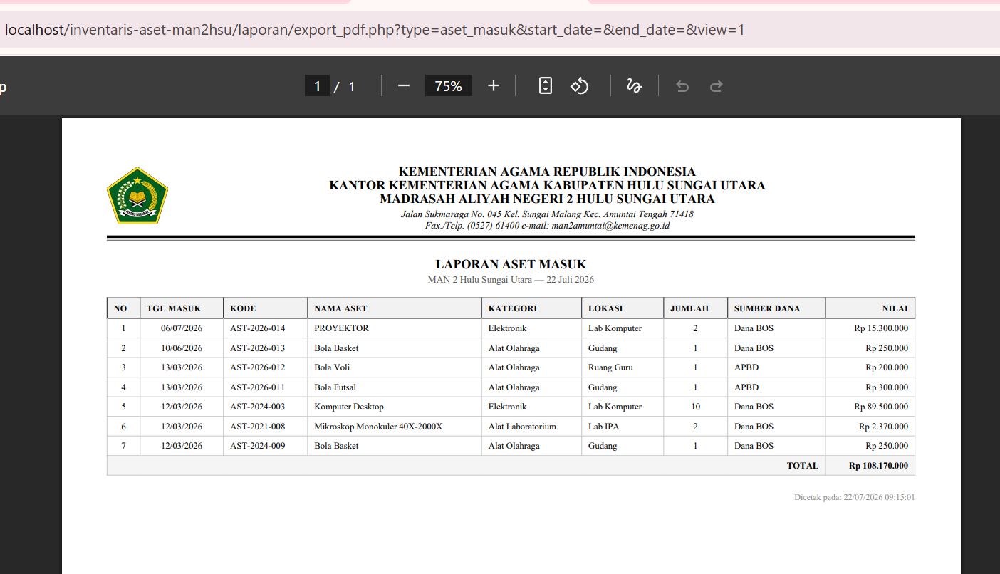 localhost/inventaris-aset-man2hsu/laporan/export_pdf.php?type=aset_masuk&start_date=&end_date=&view=1
p
1 / 1 75%
KEMENTERIAN AGAMA REPUBLIK INDONESIA
KANTOR KEMENTERIAN AGAMA KABUPATEN HULU SUNGAI UTARA
MADRASAH ALIYAH NEGERI 2 HULU SUNGAI UTARA
Jalan Sukmaraga No. 045 Kel. Sungai Malang Kec. Amuntai Tengah 71418
Fax./Telp. (0527) 61400 e-mail: man2amuntai@kemenag.go.id
IKHLAS BERAMAL
LAPORAN ASET MASUK
MAN 2 Hulu Sungai Utara — 22 Juli 2026
NO TGL MASUK KODE NAMA ASET KATEGORI LOKASI JUMLAH SUMBER DANA NILAI
1 06/07/2026 AST-2026-014 PROYEKTOR Elektronik Lab Komputer 2 Dana BOS Rp 15.300.000
2 10/06/2026 AST-2026-013 Bola Basket Alat Olahraga Gudang 1 Dana BOS Rp 250.000
3 13/03/2026 AST-2026-012 Bola Voli Alat Olahraga Ruang Guru 1 APBD Rp 200.000
4 13/03/2026 AST-2026-011 Bola Futsal Alat Olahraga Gudang 1 APBD Rp 300.000
5 12/03/2026 AST-2024-003 Komputer Desktop Elektronik Lab Komputer 10 Dana BOS Rp 89.500.000
6 12/03/2026 AST-2021-008 Mikroskop Monokuler 40X-2000X Alat Laboratorium Lab IPA 2 Dana BOS Rp 2.370.000
7 12/03/2026 AST-2024-009 Bola Basket Alat Olahraga Gudang 1 Dana BOS Rp 250.000
TOTAL Rp 108.170.000
Dicetak pada: 22/07/2026 09:15:01